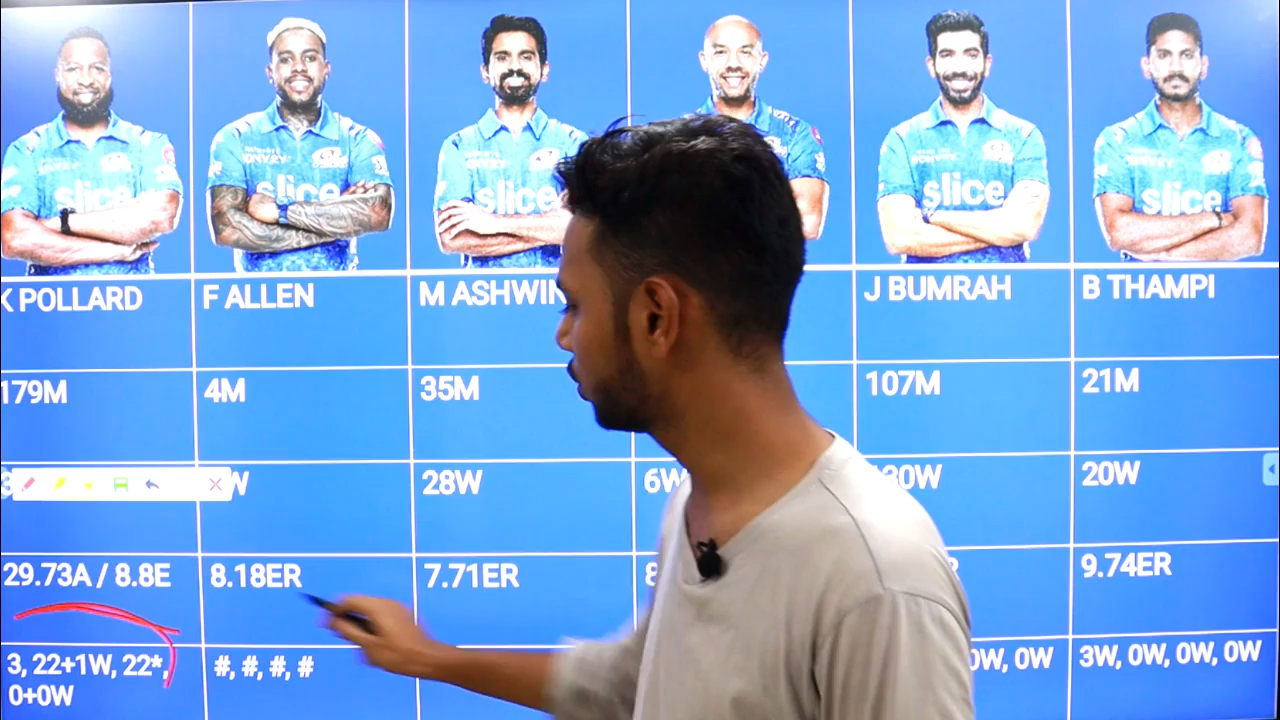 slice
slice
slice
slice
K POLLARD
F ALLEN
M ASHWIN
J BUMRAH
B THAMPI
179M
4M
35M
107M
21M
W
28W
6W
30W
20W
29.73A / 8.8E
8.18ER
7.71ER
8
9.74ER
3, 22+1W, 22*,
0+0W
#, #, #, #
0W, 0W
3W, 0W, 0W, 0W